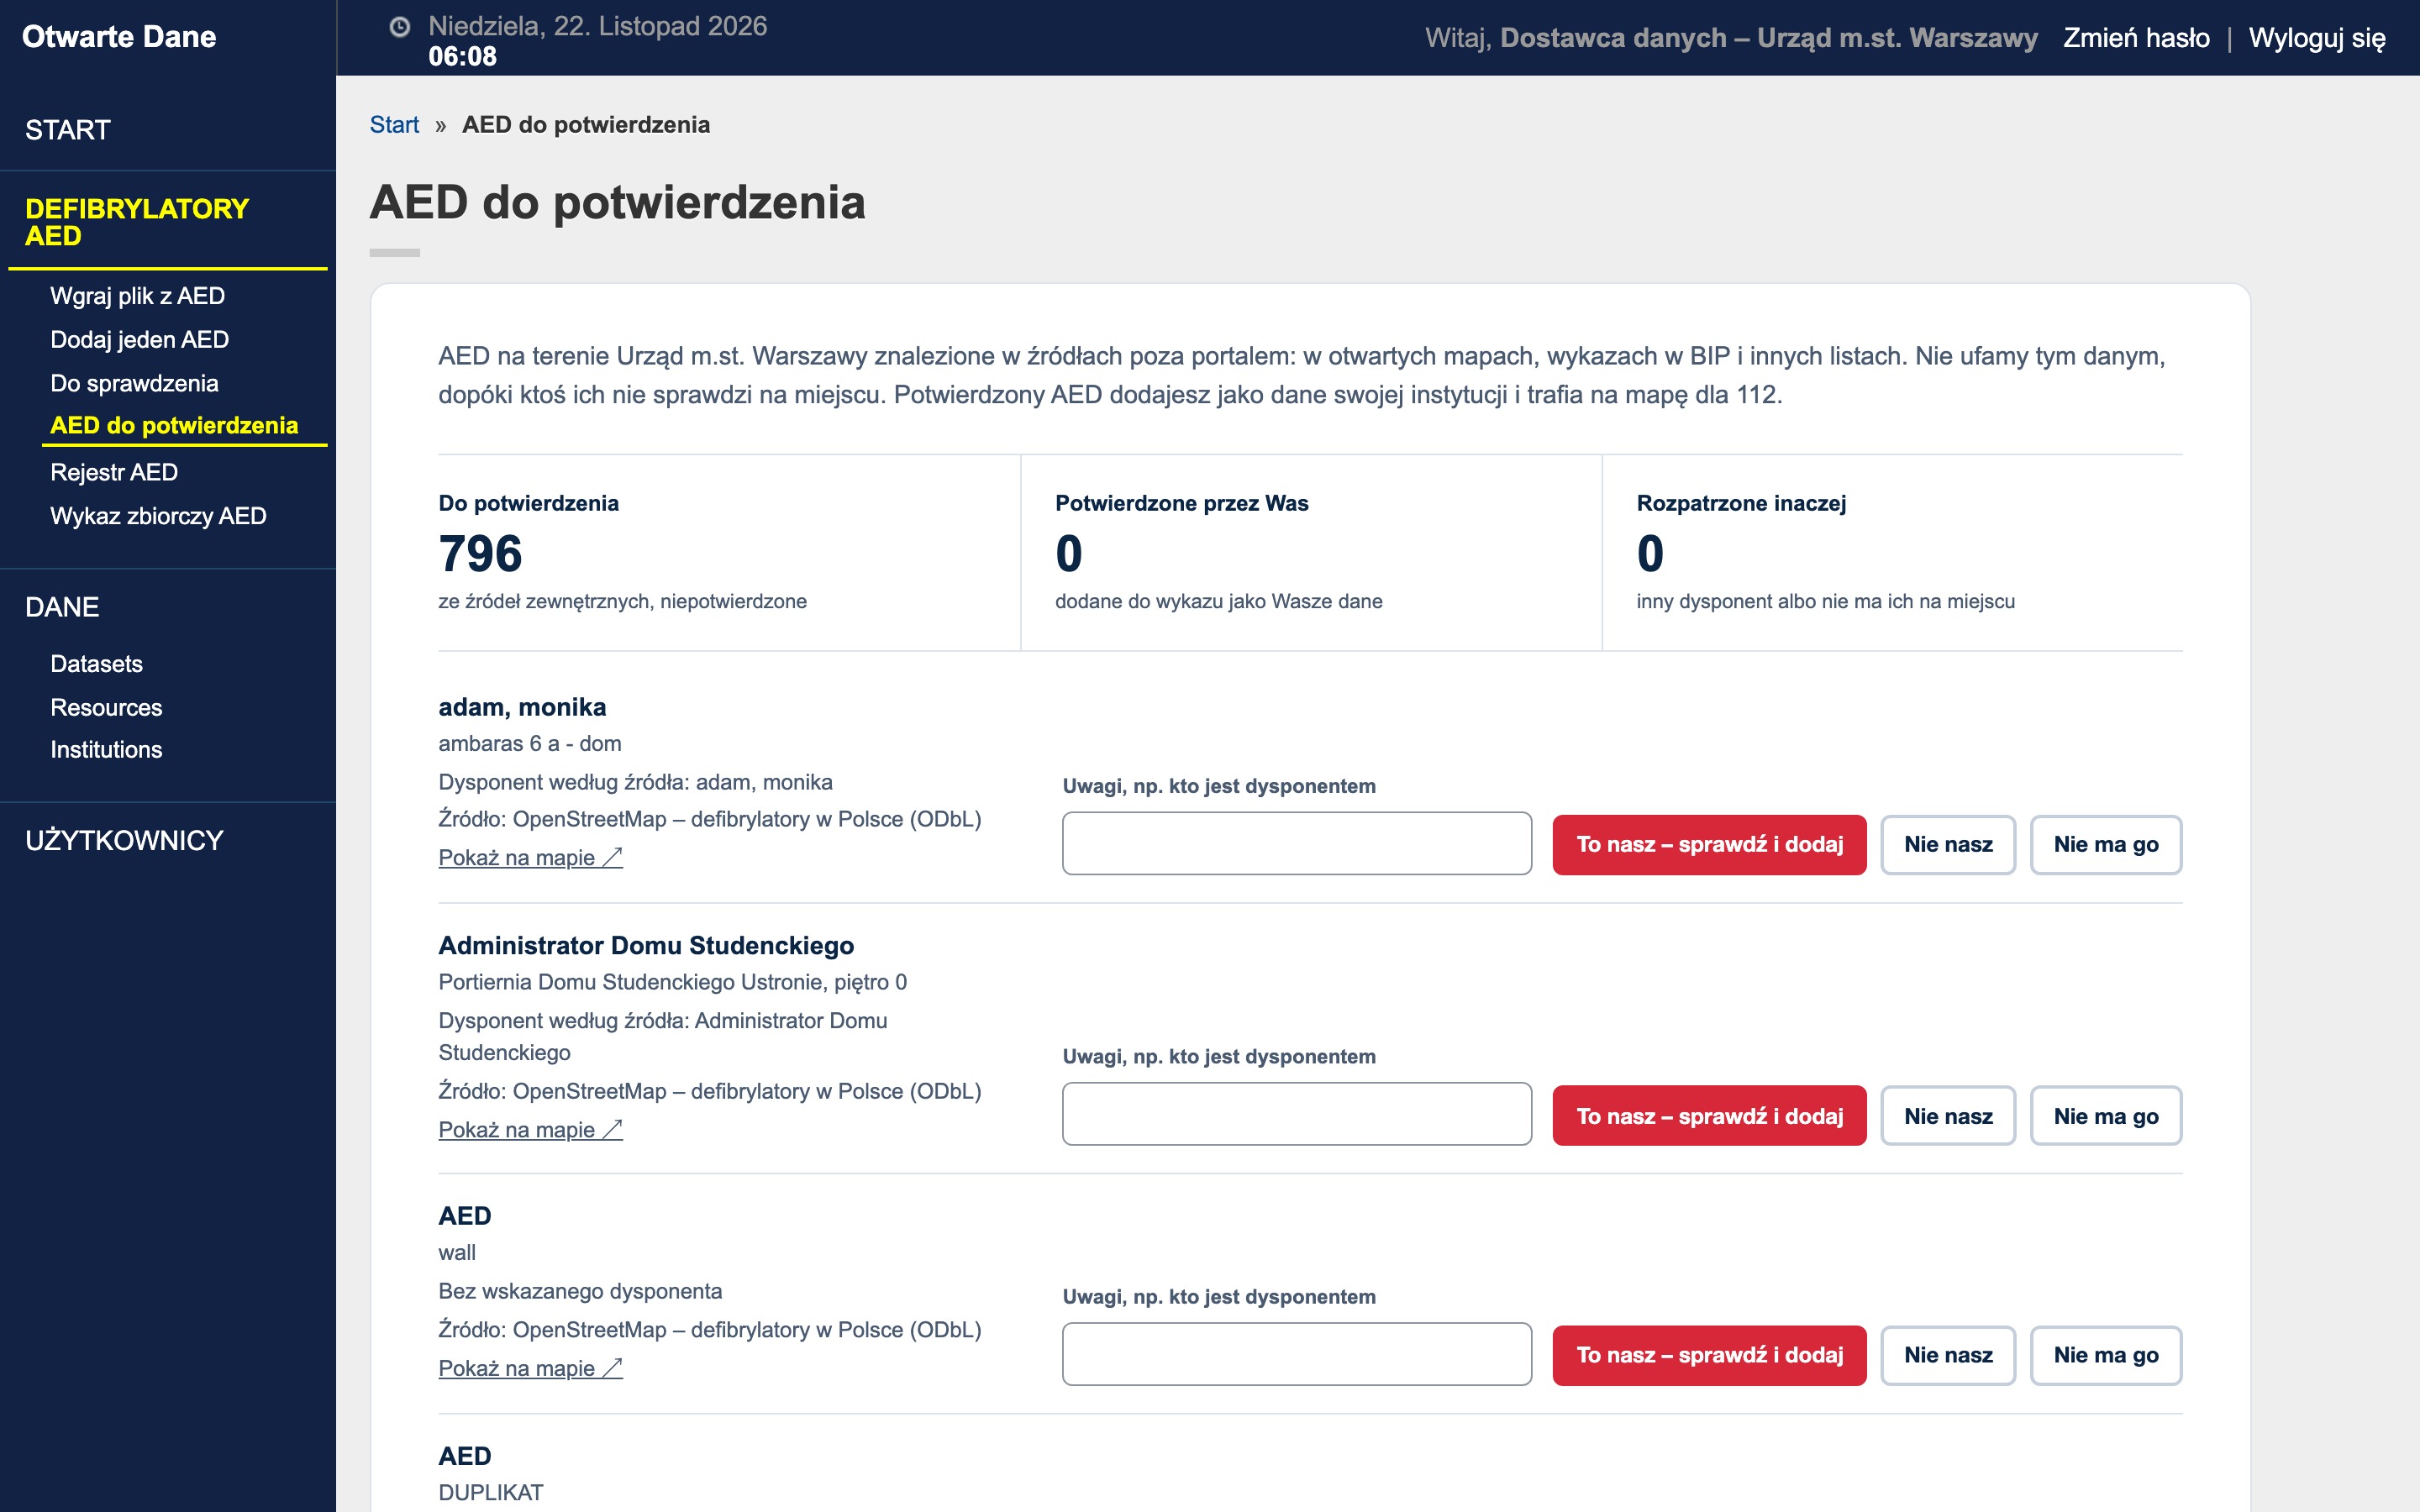 Otwarte Dane
Niedziela, 22. Listopad 2026
06:08
Witaj, Dostawca danych – Urząd m.st. Warszawy Zmień hasło | Wyloguj się
START
DEFIBRYLATORY
AED
Wgraj plik z AED
Dodaj jeden AED
Do sprawdzenia
AED do potwierdzenia
Rejestr AED
Wykaz zbiorczy AED
DANE
Datasets
Resources
Institutions
UŻYTKOWNICY
Start » AED do potwierdzenia
AED do potwierdzenia
AED na terenie Urząd m.st. Warszawy znalezione w źródłach poza portalem: w otwartych mapach, wykazach w BIP i innych listach. Nie ufamy tym danym,
dopóki ktoś ich nie sprawdzi na miejscu. Potwierdzony AED dodajesz jako dane swojej instytucji i trafia na mapę dla 112.
Do potwierdzenia
796
ze źródeł zewnętrznych, niepotwierdzone
Potwierdzone przez Was
0
dodane do wykazu jako Wasze dane
Rozpatrzone inaczej
0
inny dysponent albo nie ma ich na miejscu
adam, monika
ambaras 6 a - dom
Dysponent według źródła: adam, monika
Źródło: OpenStreetMap – defibrylatory w Polsce (ODbL)
Pokaż na mapie ↗
Uwagi, np. kto jest dysponentem
To nasz – sprawdź i dodaj Nie nasz Nie ma go
Administrator Domu Studenckiego
Portiernia Domu Studenckiego Ustronie, piętro 0
Dysponent według źródła: Administrator Domu
Studenckiego
Źródło: OpenStreetMap – defibrylatory w Polsce (ODbL)
Pokaż na mapie ↗
Uwagi, np. kto jest dysponentem
To nasz – sprawdź i dodaj Nie nasz Nie ma go
AED
wall
Bez wskazanego dysponenta
Źródło: OpenStreetMap – defibrylatory w Polsce (ODbL)
Pokaż na mapie ↗
Uwagi, np. kto jest dysponentem
To nasz – sprawdź i dodaj Nie nasz Nie ma go
AED
DUPLIKAT